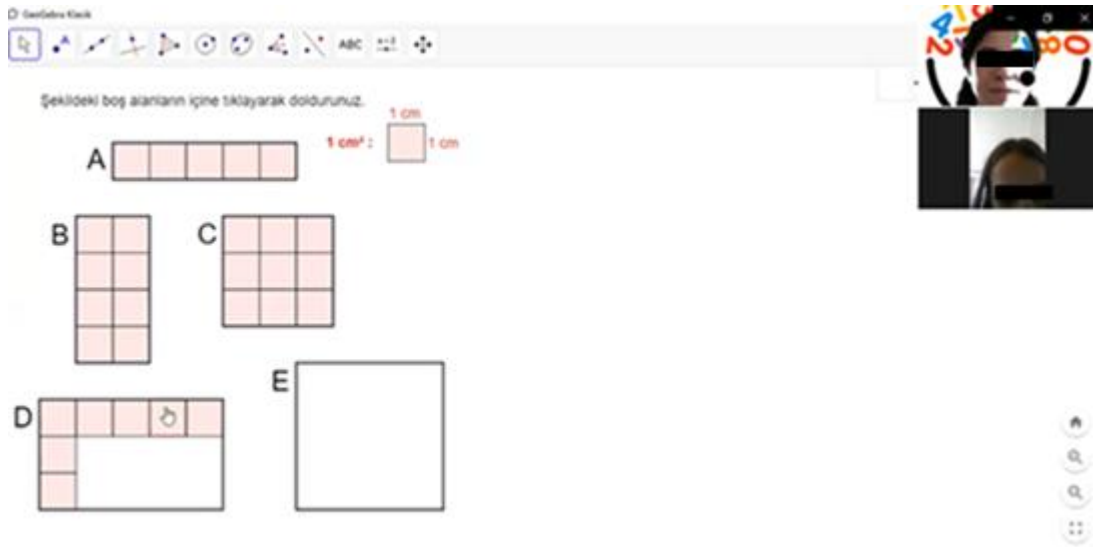 GeoGebra Klasik
ABC
Şekildeki boş alanların içine tıklayarak doldurunuz.
1 cm
1 cm² :
1 cm
A
B
C
D
E